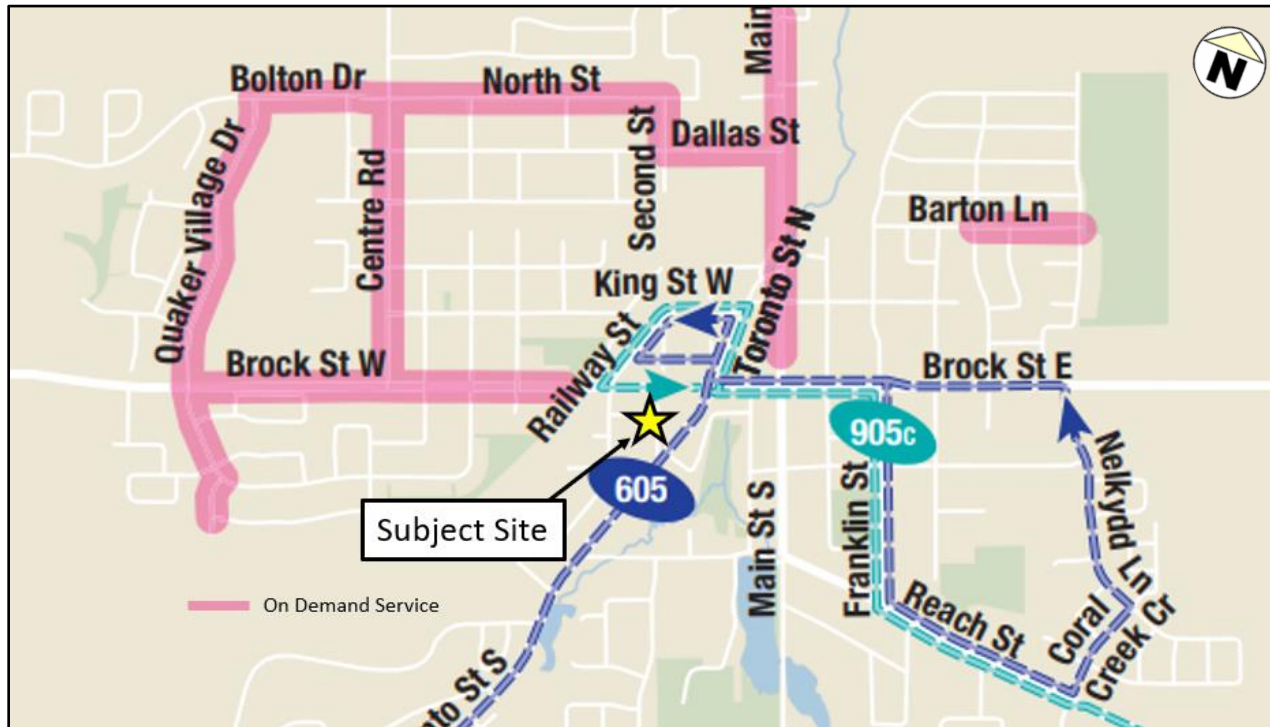 Main
N
Bolton Dr
North St
Second St
Dallas St
Quaker Village Dr
Centre Rd
Barton Ln
King St W
Toronto St N
Railway St
Brock St W
Brock St E
905c
605
Subject Site
Nelkydd Ln
Main St S
Franklin St
On Demand Service
Reach St
Coral
Creek Cr
nto St S